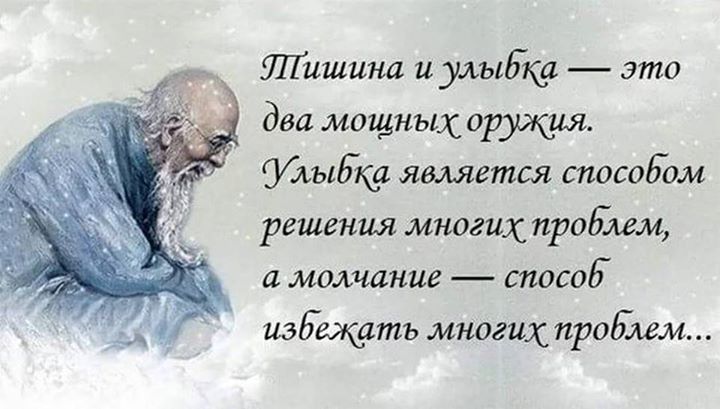 Тишина и улыбка — это
два мощных оружия.
Улыбка является способом
решения многих проблем,
а молчание — способ
избежать многих проблем...